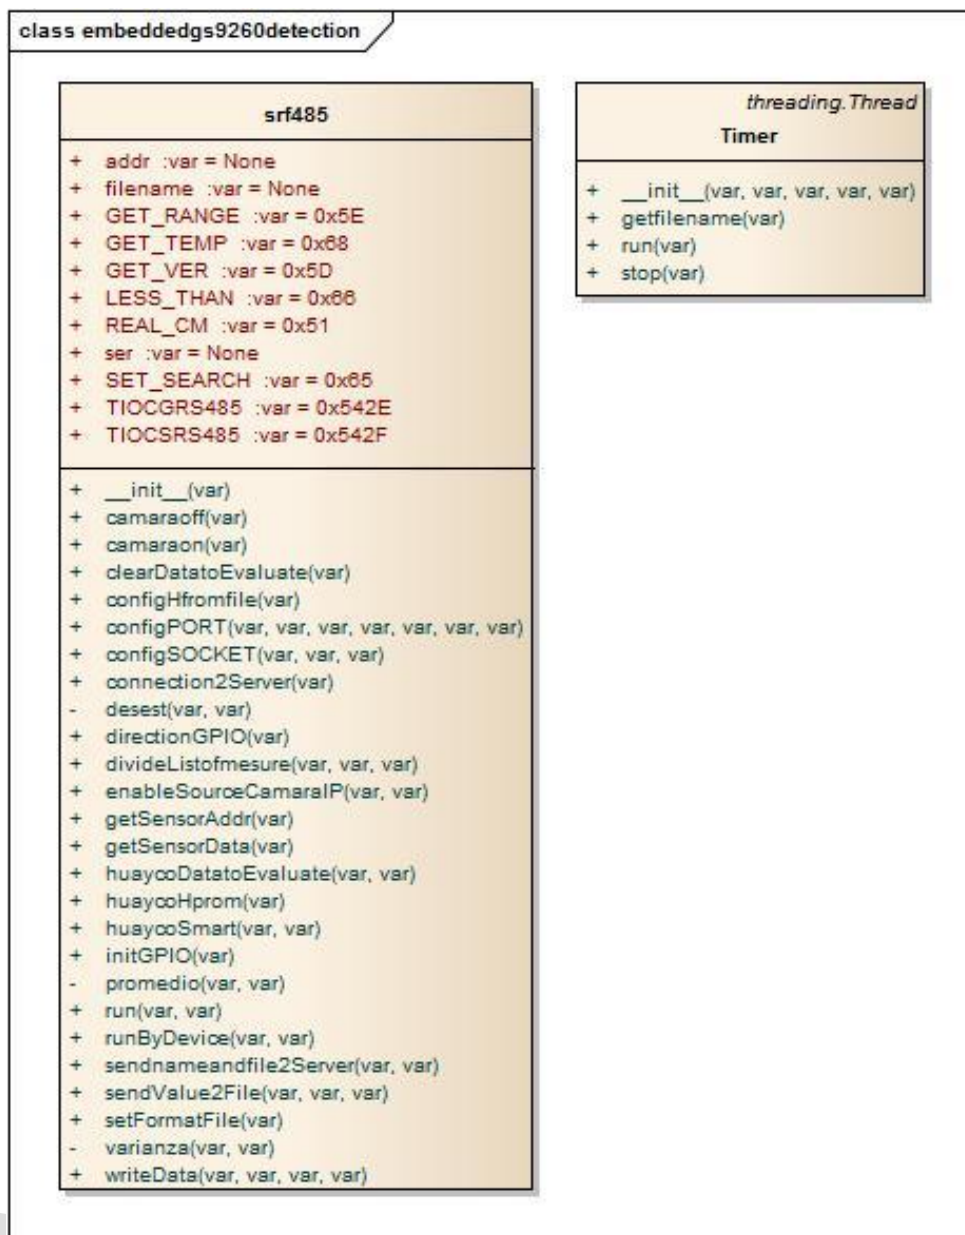 class embeddedgs9260detection
srf485
+ addr :var = None
+ filename :var = None
+ GET_RANGE :var = 0x5E
+ GET_TEMP :var = 0x68
+ GET_VER :var = 0x5D
+ LESS_THAN :var = 0x66
+ REAL_CM :var = 0x51
+ ser :var = None
+ SET_SEARCH :var = 0x65
+ TIOCGRS485 :var = 0x542E
+ TIOCSRS485 :var = 0x542F
+ __init__(var)
+ camaraoff(var)
+ camaraon(var)
+ clearDatatoEvaluate(var)
+ configHfromfile(var)
+ configPORT(var, var, var, var, var, var, var)
+ configSOCKET(var, var, var)
+ connection2Server(var)
- desest(var, var)
+ directionGPIO(var)
+ divideListofmesure(var, var, var)
+ enableSourceCamaraIP(var, var)
+ getSensorAddr(var)
+ getSensorData(var)
+ huaycoDatatoEvaluate(var, var)
+ huaycoHprom(var)
+ huaycoSmart(var, var)
+ initGPIO(var)
- promedio(var, var)
+ run(var, var)
+ runByDevice(var, var)
+ sendnameandfile2Server(var, var)
+ sendValue2File(var, var, var)
+ setFormatFile(var)
- varianza(var, var)
+ writeData(var, var, var, var)
threading.Thread
Timer
+ __init__(var, var, var, var, var)
+ getfilename(var)
+ run(var)
+ stop(var)